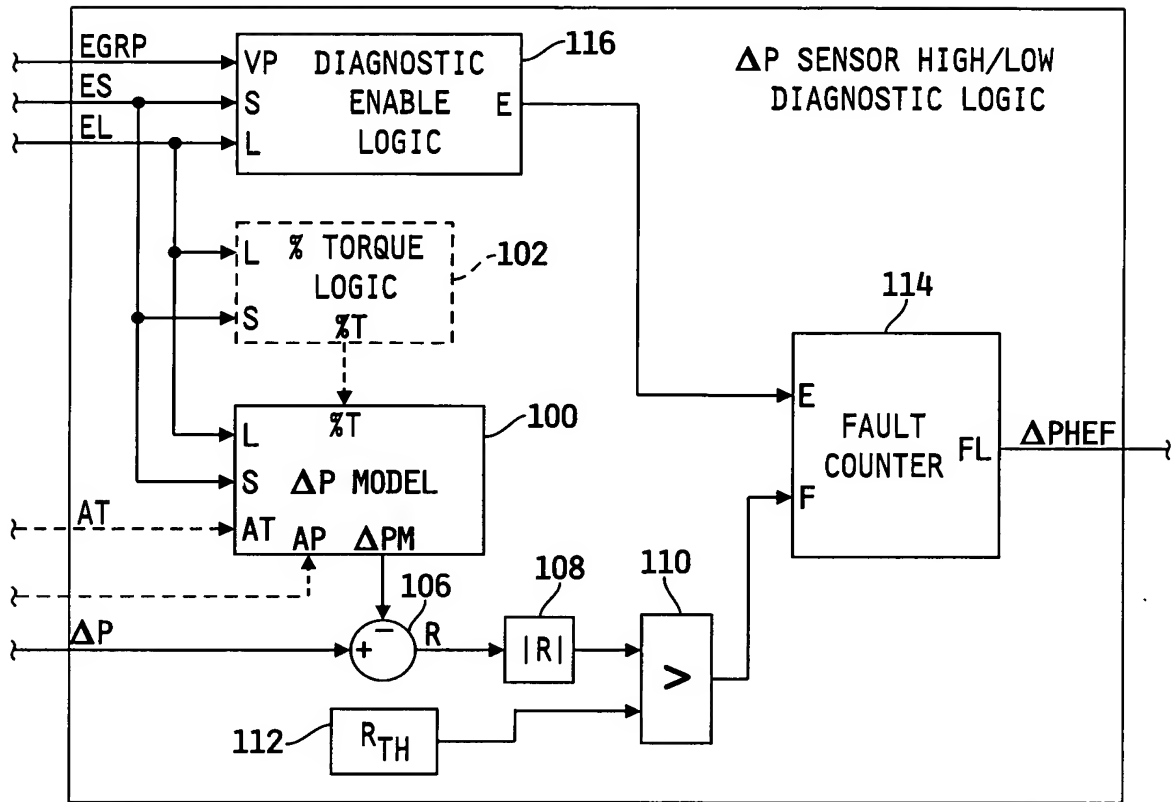 EGRP
ES
EL
VP
S
L
DIAGNOSTIC
ENABLE
LOGIC
E
116
ΔP SENSOR HIGH/LOW
DIAGNOSTIC LOGIC
L
S
% TORQUE
LOGIC
%T
102
%T
L
S
ΔP MODEL
AT
AT
AP
ΔPM
100
114
E
F
FAULT
COUNTER
FL
ΔPHEF
ΔP
+
−
106
R
108
|R|
110
>
112
RTH